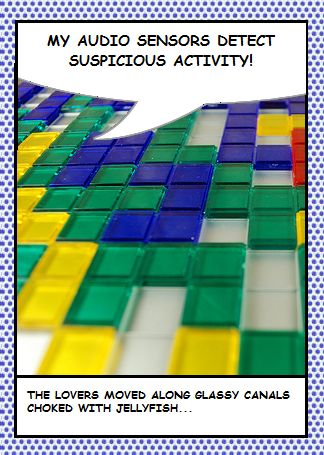 MY AUDIO SENSORS DETECT
SUSPICIOUS ACTIVITY!
THE LOVERS MOVED ALONG GLASSY CANALS
CHOKED WITH JELLYFISH...